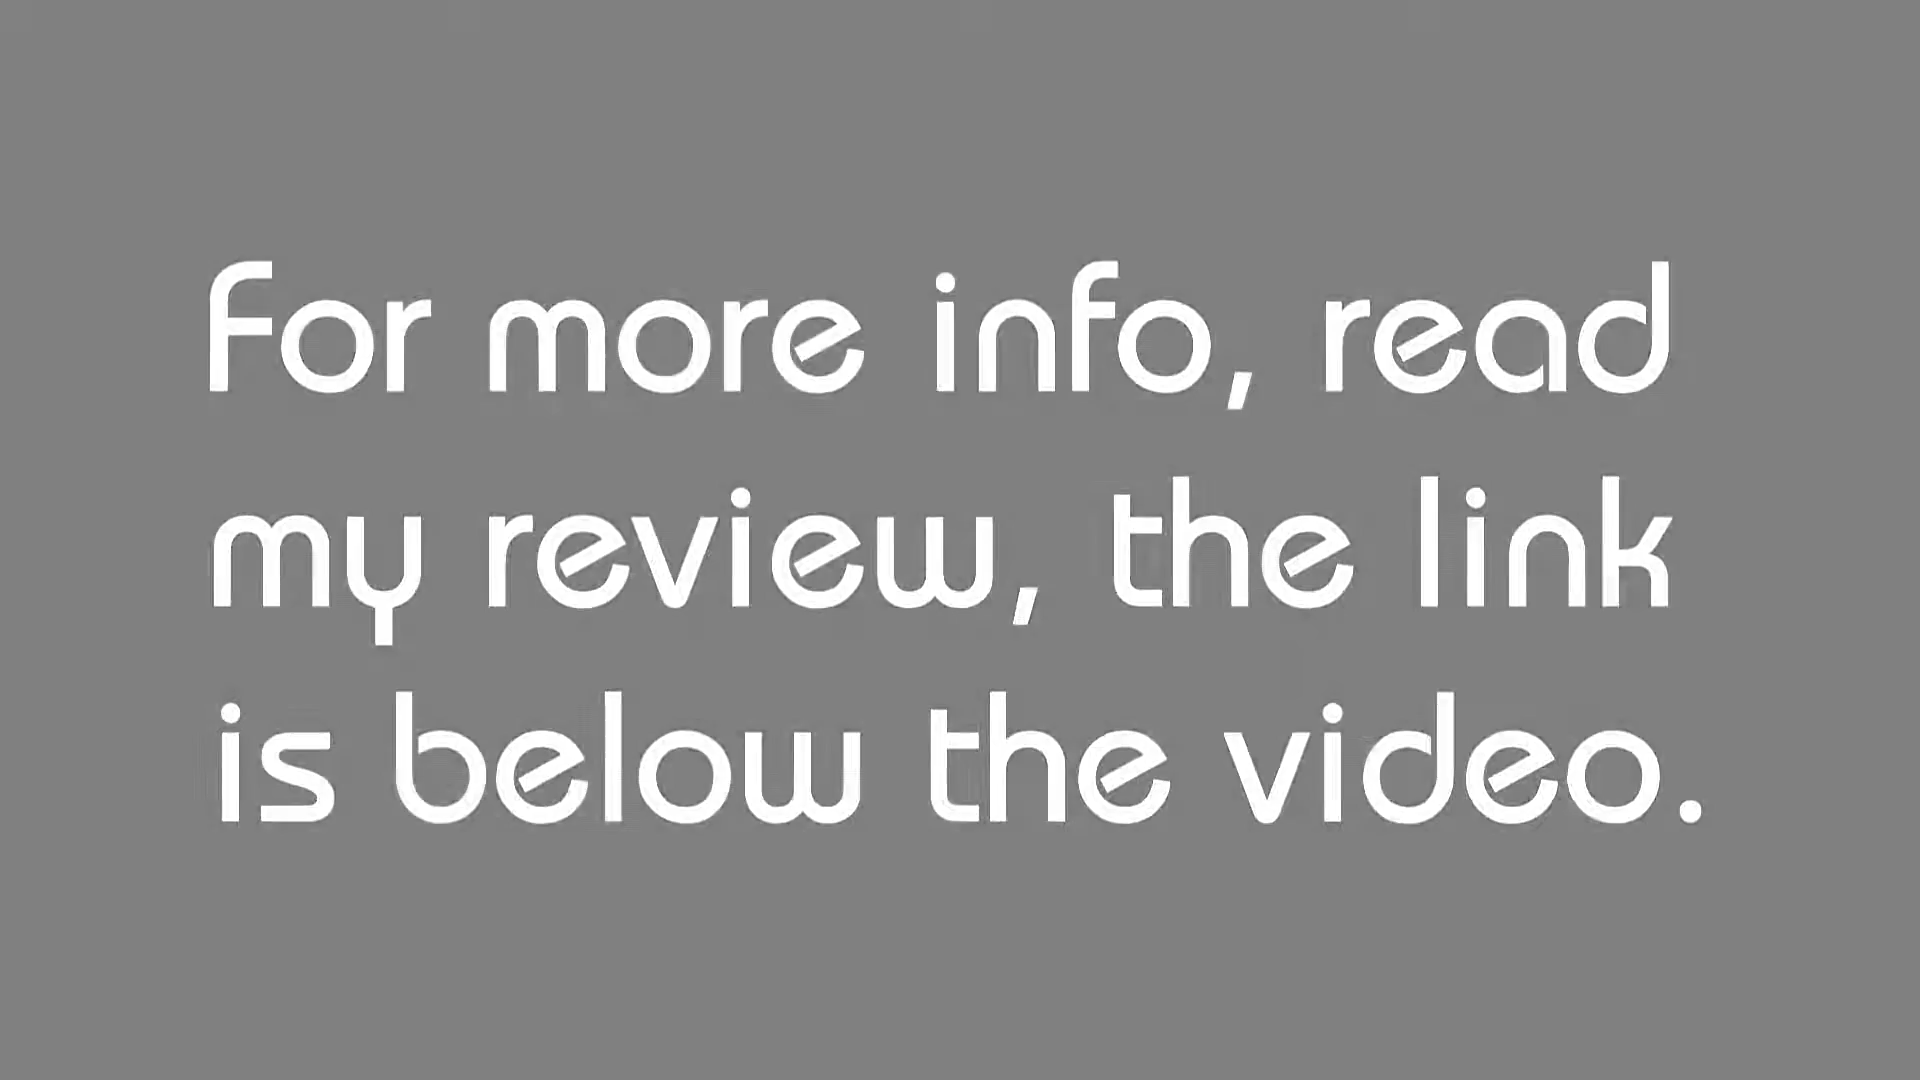 For more info, read
my review, the link
is below the video.